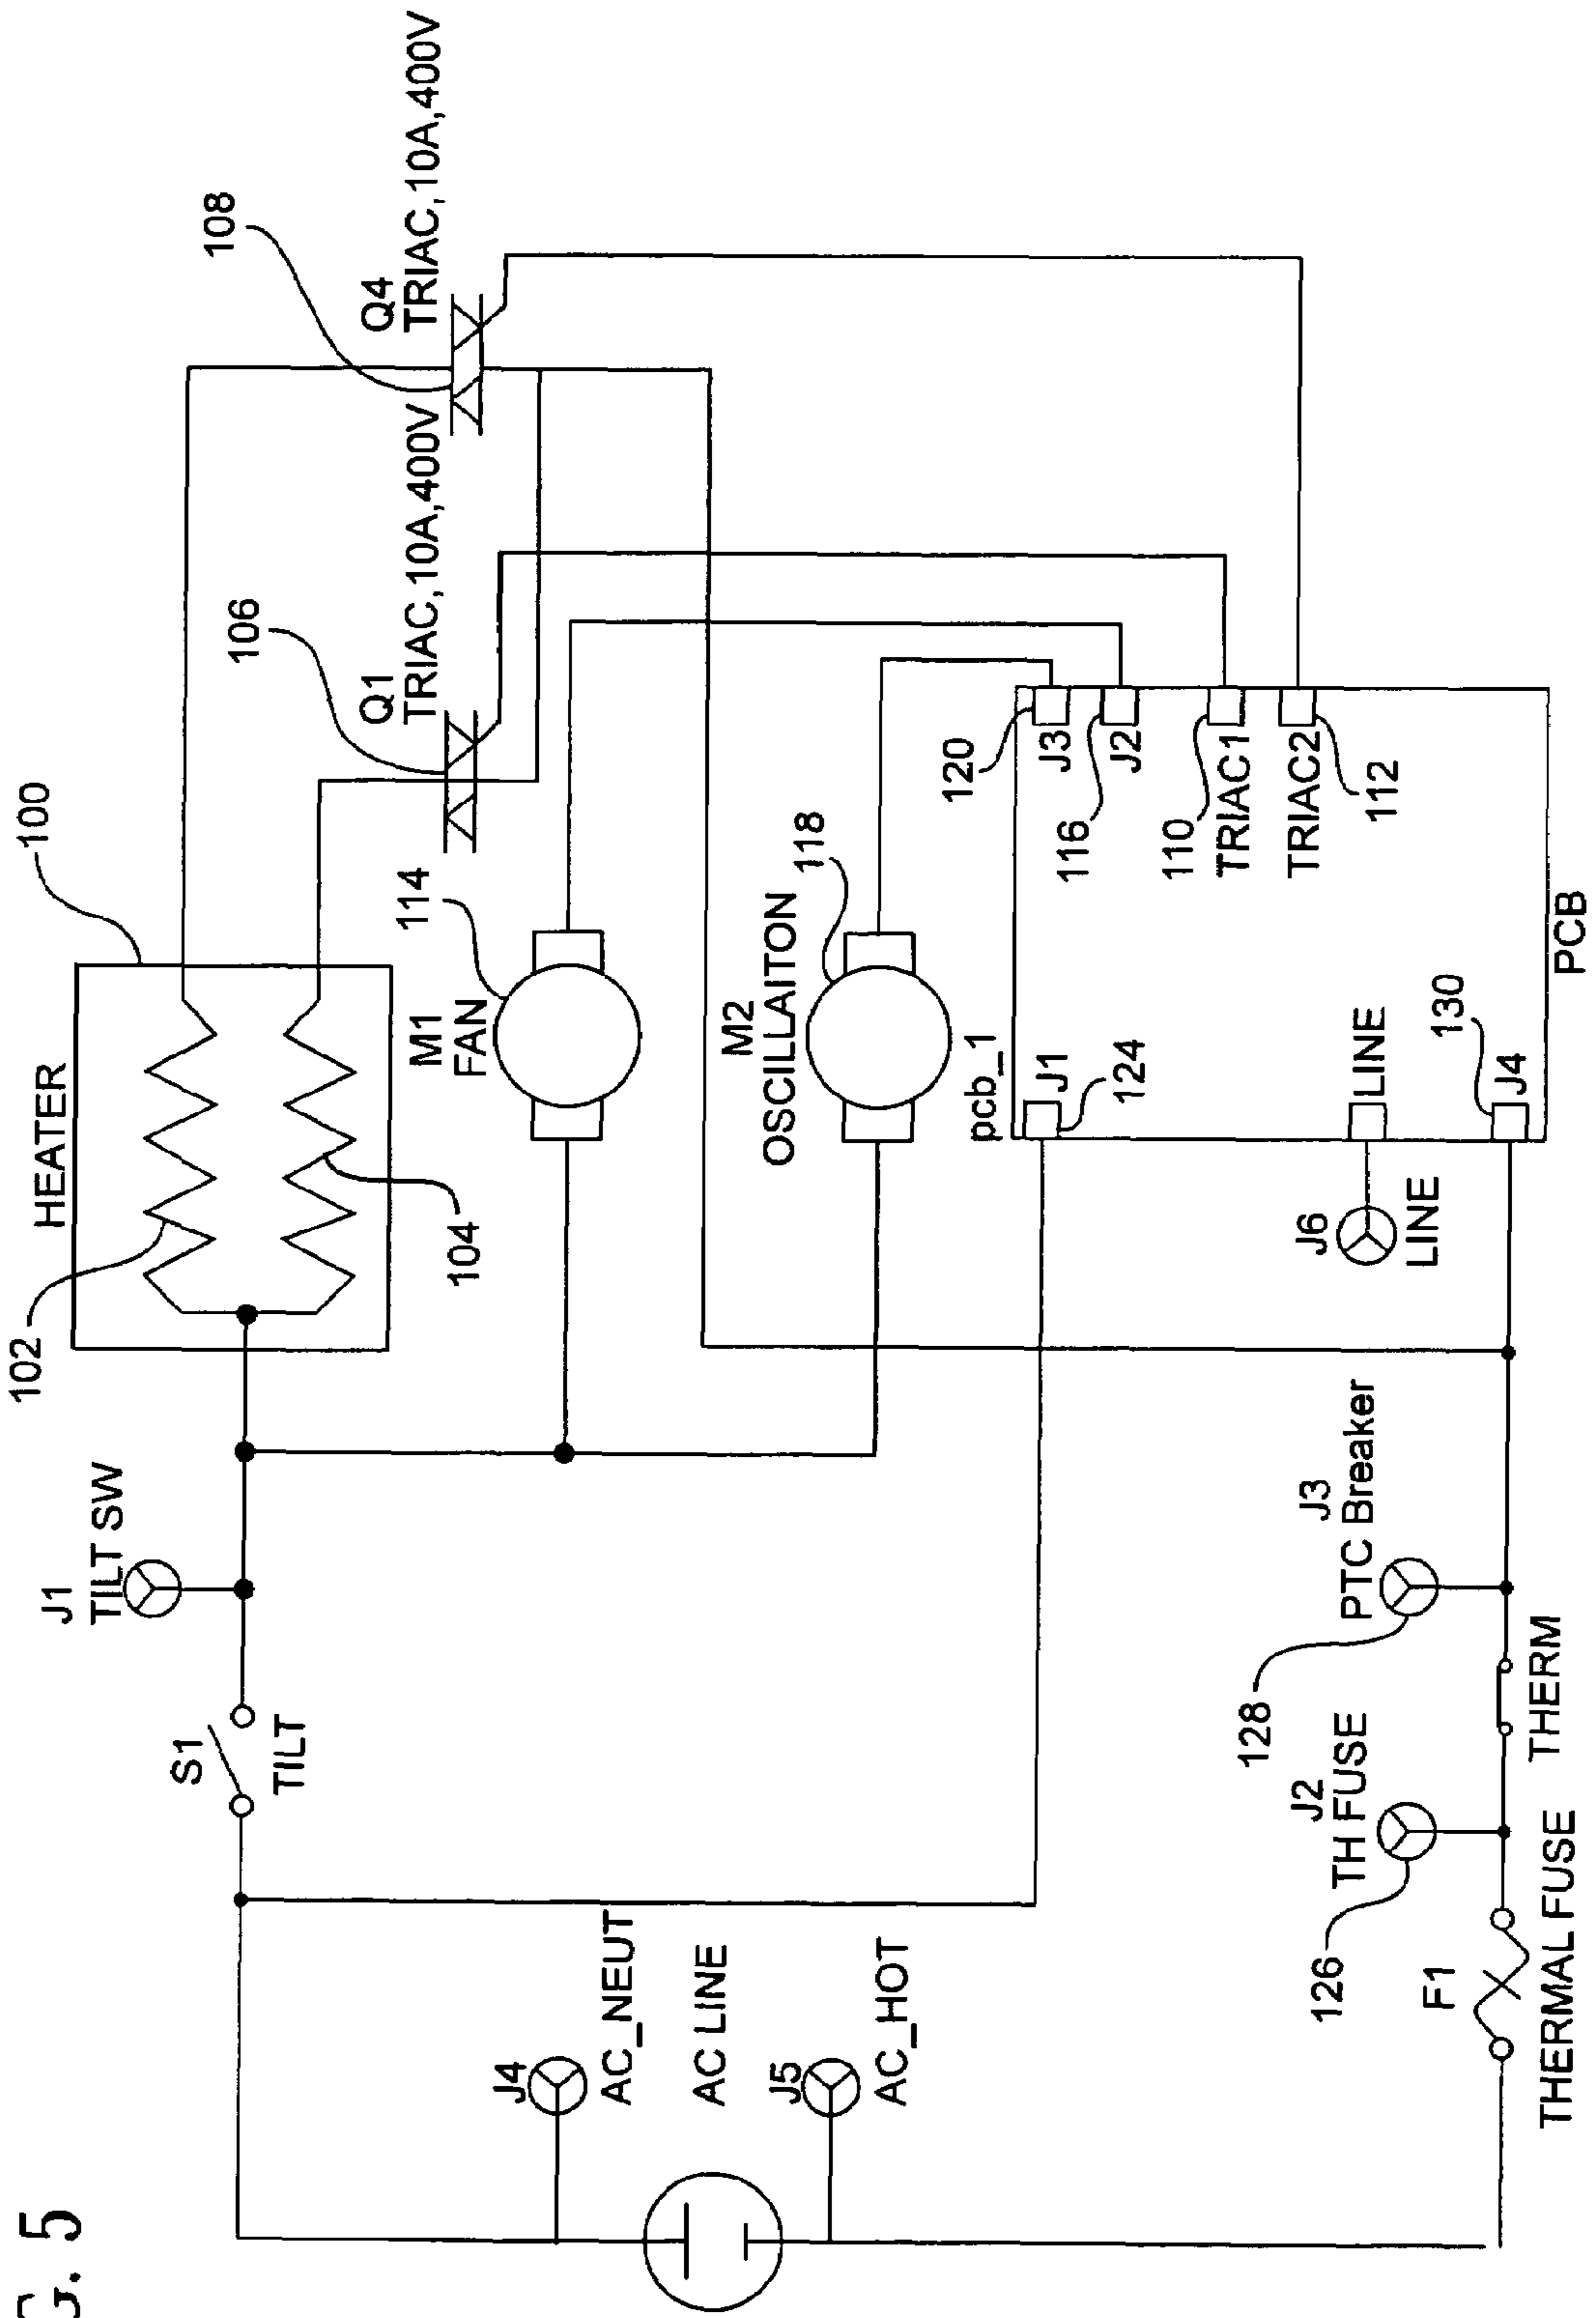 G. 5
HEATER
100
102
104
J1
TILT SW
S1
TILT
106
Q1
TRIAC,10A,400V
108
Q4
TRIAC,10A,400V
M1
FAN
114
M2
OSCILLAITON
118
J4
AC_NEUT
AC LINE
J5
AC_HOT
pcb_1
J1
124
120
J3
116
J2
110
TRIAC1
TRIAC2
112
J6
LINE
LINE
130
J4
PCB
J3
PTC Breaker
128
J2
TH FUSE
126
F1
THERMAL FUSE
THERM